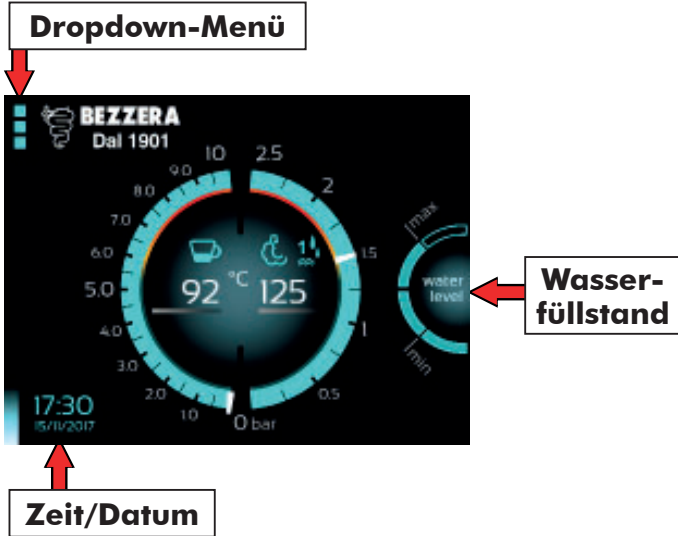 Dropdown-Menü
BEZZERA
Dal 1901
10
2.5
9.0
2
8.0
7.0
max
6.0
1.5
°C
5.0
92
125
water
level
4.0
1
3.0
min
2.0
0.5
1.0
0 bar
17:30
15/11/2017
Wasser-
füllstand
Zeit/Datum